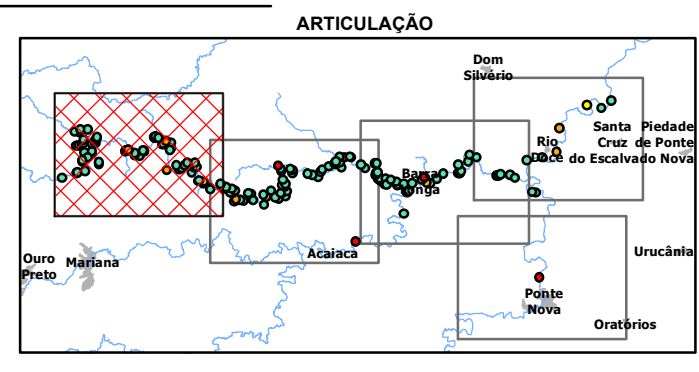 ARTICULAÇÃO
Dom
Silvério
Rio
Doce
Santa
Cruz do Escalvado
Piedade
de Ponte
Nova
Barra
Longa
Acaiaca
Urucânia
Ouro
Preto
Mariana
Ponte
Nova
Oratórios